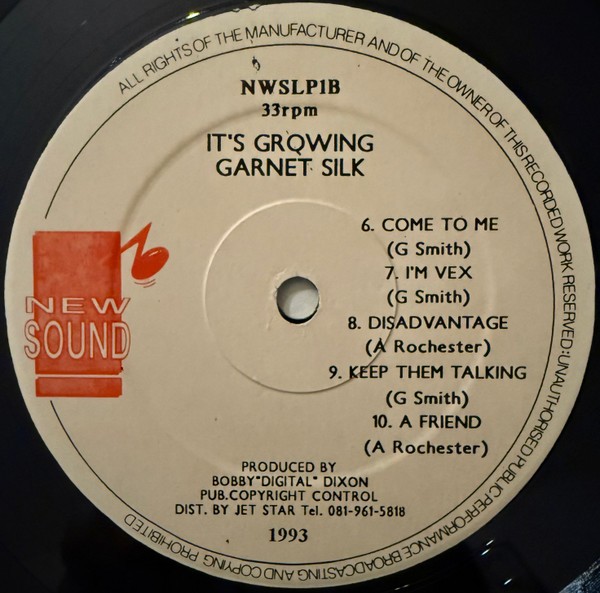 ALL RIGHTS OF THE MANUFACTURER AND OF THE OWNER OF THIS RECORDED WORK RESERVED: UNAUTHORISED PUBLIC PERFORMANCE BROADCASTING AND COPYING PROHIBITED
NWSLP1B
33rpm
IT'S GROWING
GARNET SILK
NEW
SOUND
6. COME TO ME
(G Smith)
7. I'M VEX
(G Smith)
8. DISADVANTAGE
(A Rochester)
9. KEEP THEM TALKING
(G Smith)
10. A FRIEND
(A Rochester)
PRODUCED BY
BOBBY"DIGITAL" DIXON
PUB.COPYRIGHT CONTROL
DIST. BY JET STAR Tel. 081-961-5818
1993